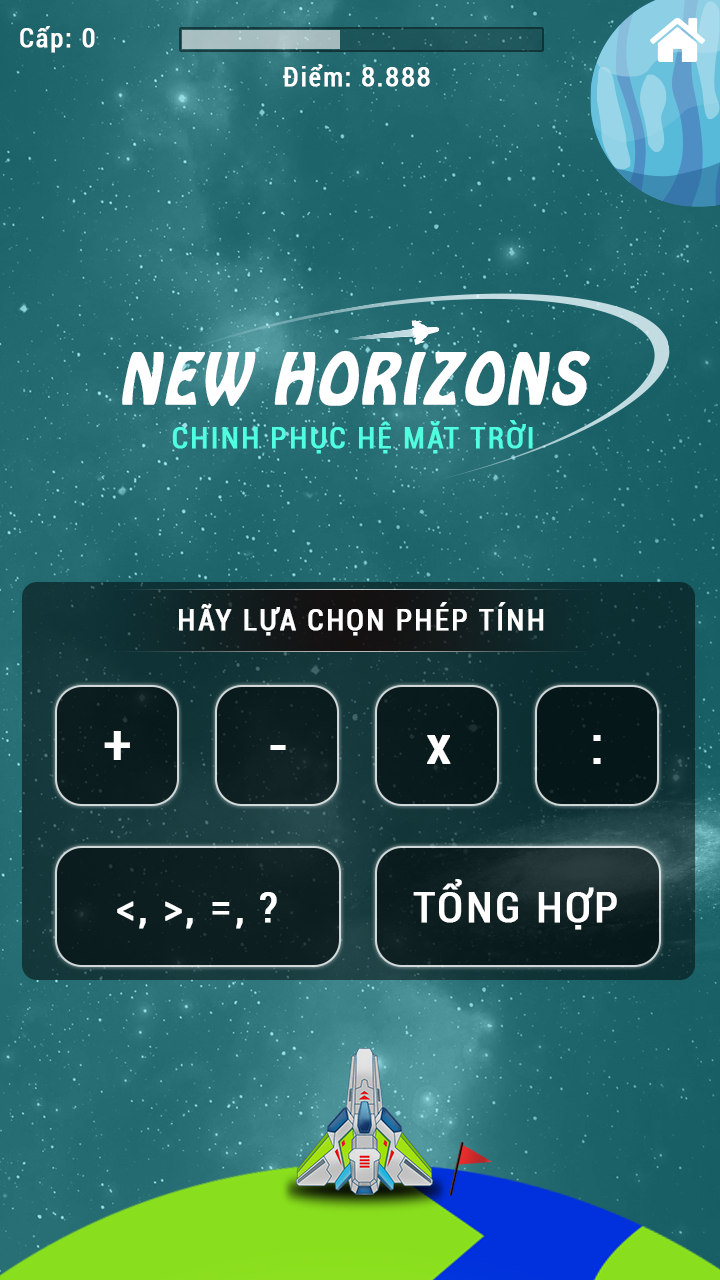 Cấp: 0
Điểm: 8.888
NEW HORIZONS
CHINH PHỤC HỆ MẶT TRỜI
HÃY LỰA CHỌN PHÉP TÍNH
+ - x :
<, >, =, ? TỔNG HỢP